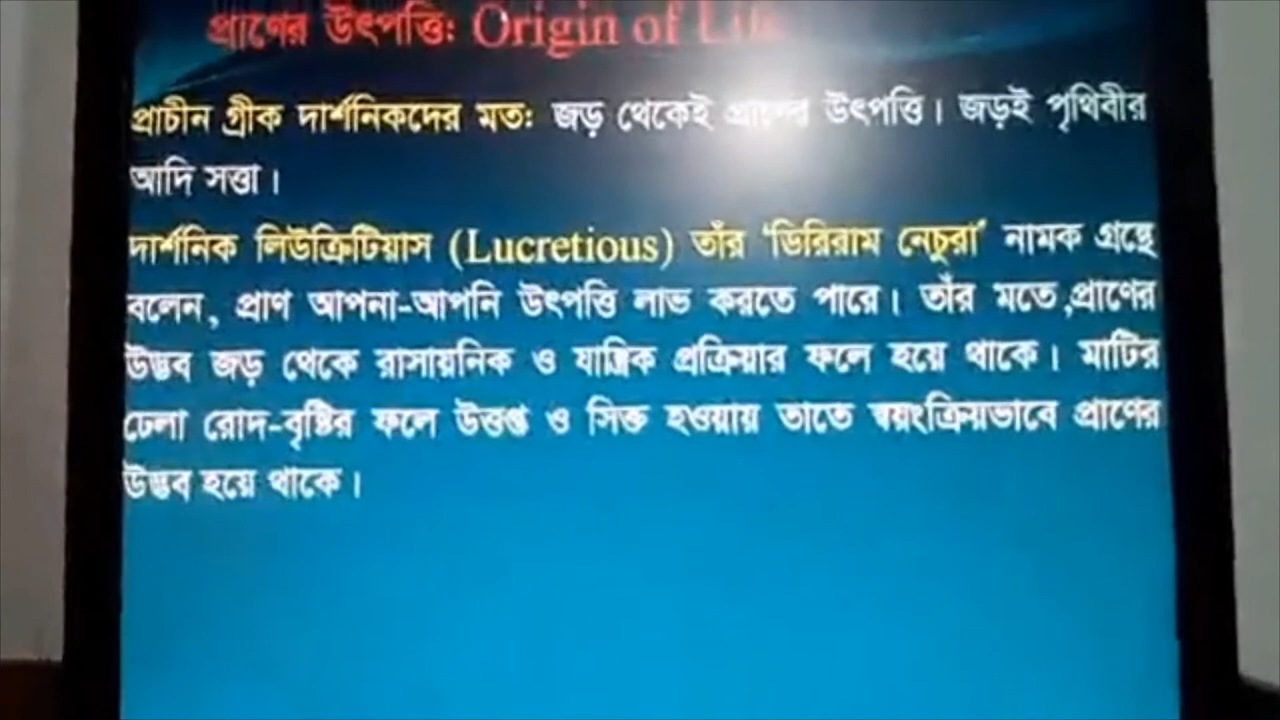 প্রাণের উৎপত্তি: Origin of Life
প্রাচীন গ্রীক দার্শনিকদের মত: জড় থেকেই প্রাণের উৎপত্তি। জড়ই পৃথিবীর
আদি সত্তা।
দার্শনিক লিউক্রিটিয়াস (Lucretious) তাঁর ‘ডিরিরাম নেচুরা’ নামক গ্রন্থে
বলেন, প্রাণ আপনা-আপনি উৎপত্তি লাভ করতে পারে। তাঁর মতে,প্রাণের
উদ্ভব জড় থেকে রাসায়নিক ও যান্ত্রিক প্রক্রিয়ার ফলে হয়ে থাকে। মাটির
ঢেলা রোদ-বৃষ্টির ফলে উত্তপ্ত ও সিক্ত হওয়ায় তাতে স্বয়ংক্রিয়ভাবে প্রাণের
উদ্ভব হয়ে থাকে।